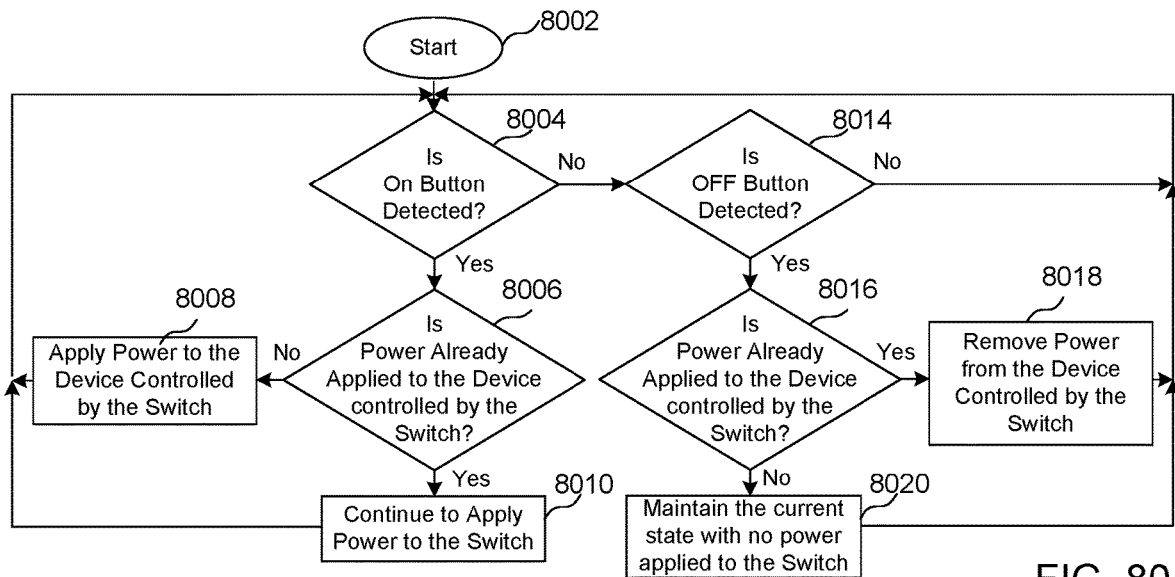 8002
Start
8004
Is
On Button
Detected?
No
8014
Is
OFF Button
Detected?
No
Yes
Yes
8006
Is
Power Already
Applied to the Device
controlled by the
Switch?
No
8008
Apply Power to the
Device Controlled
by the Switch
Yes
8010
Continue to Apply
Power to the Switch
8016
Is
Power Already
Applied to the Device
controlled by the
Switch?
Yes
8018
Remove Power
from the Device
Controlled by the
Switch
No
8020
Maintain the current
state with no power
applied to the Switch
FIG. 80